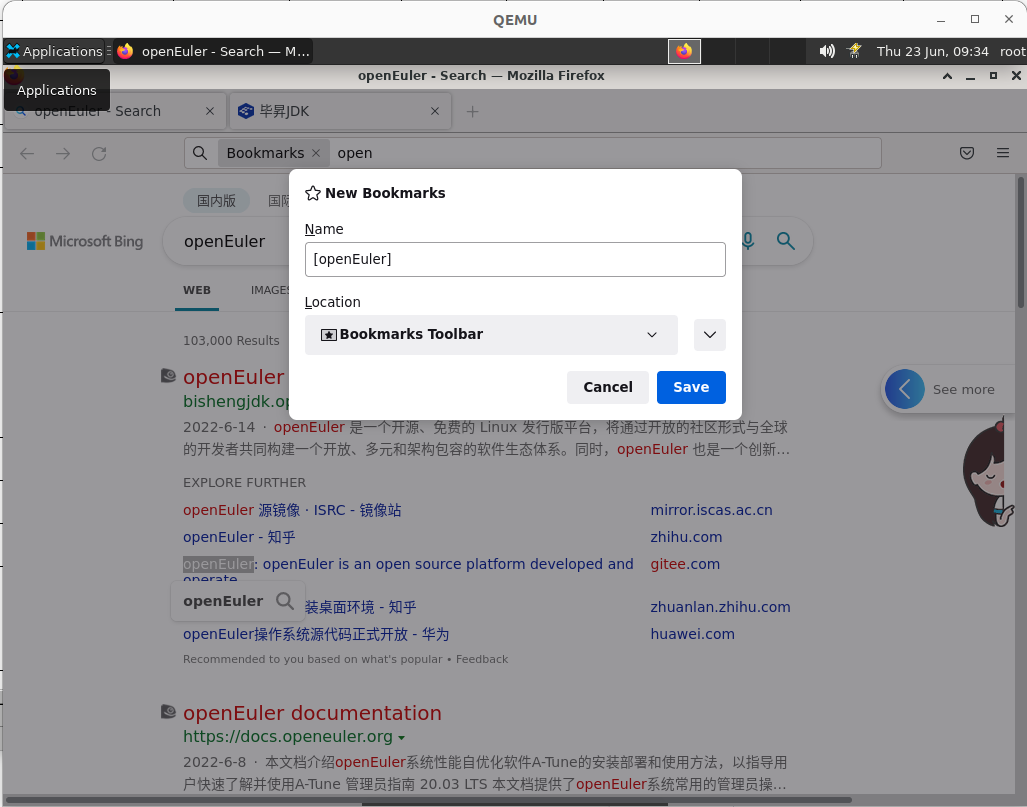 QEMU
Applications
openEuler - Search — M...
Thu 23 Jun, 09:34 root
openEuler - Search — Mozilla Firefox
Applications
openEuler - Search
毕昇JDK
Bookmarks
open
New Bookmarks
Name
[openEuler]
Location
Bookmarks Toolbar
Cancel
Save
国内版
国际
Microsoft Bing
openEuler
WEB
IMAGES
103,000 Results
openEuler
bishengjdk.op
2022-6-14 · openEuler 是一个开源、免费的 Linux 发行版平台，将通过开放的社区形式与全球
的开发者共同构建一个开放、多元和架构包容的软件生态体系。同时，openEuler 也是一个创新...
See more
EXPLORE FURTHER
openEuler 源镜像 · ISRC - 镜像站
mirror.iscas.ac.cn
openEuler - 知乎
zhihu.com
openEuler: openEuler is an open source platform developed and
gitee.com
operate
openEuler
装桌面环境 - 知乎
zhuanlan.zhihu.com
openEuler操作系统源代码正式开放 - 华为
huawei.com
Recommended to you based on what's popular • Feedback
openEuler documentation
https://docs.openeuler.org
2022-6-8 · 本文档介绍openEuler系统性能自优化软件A-Tune的安装部署和使用方法，以指导用
户快速了解并使用A-Tune 管理员指南 20.03 LTS 本文档提供了openEuler系统常用的管理员操...